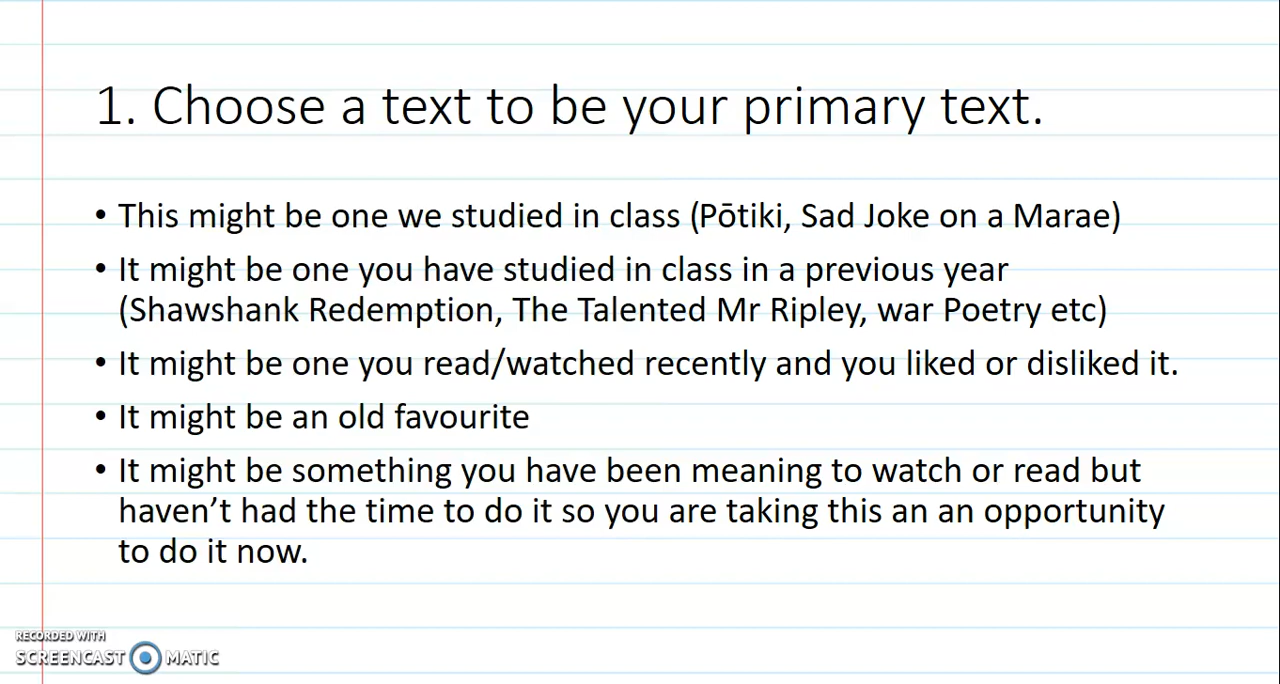 1. Choose a text to be your primary text.
• This might be one we studied in class (Pōtiki, Sad Joke on a Marae)
• It might be one you have studied in class in a previous year
(Shawshank Redemption, The Talented Mr Ripley, war Poetry etc)
• It might be one you read/watched recently and you liked or disliked it.
• It might be an old favourite
• It might be something you have been meaning to watch or read but
haven’t had the time to do it so you are taking this an an opportunity
to do it now.
RECORDED WITH
SCREENCAST MATIC